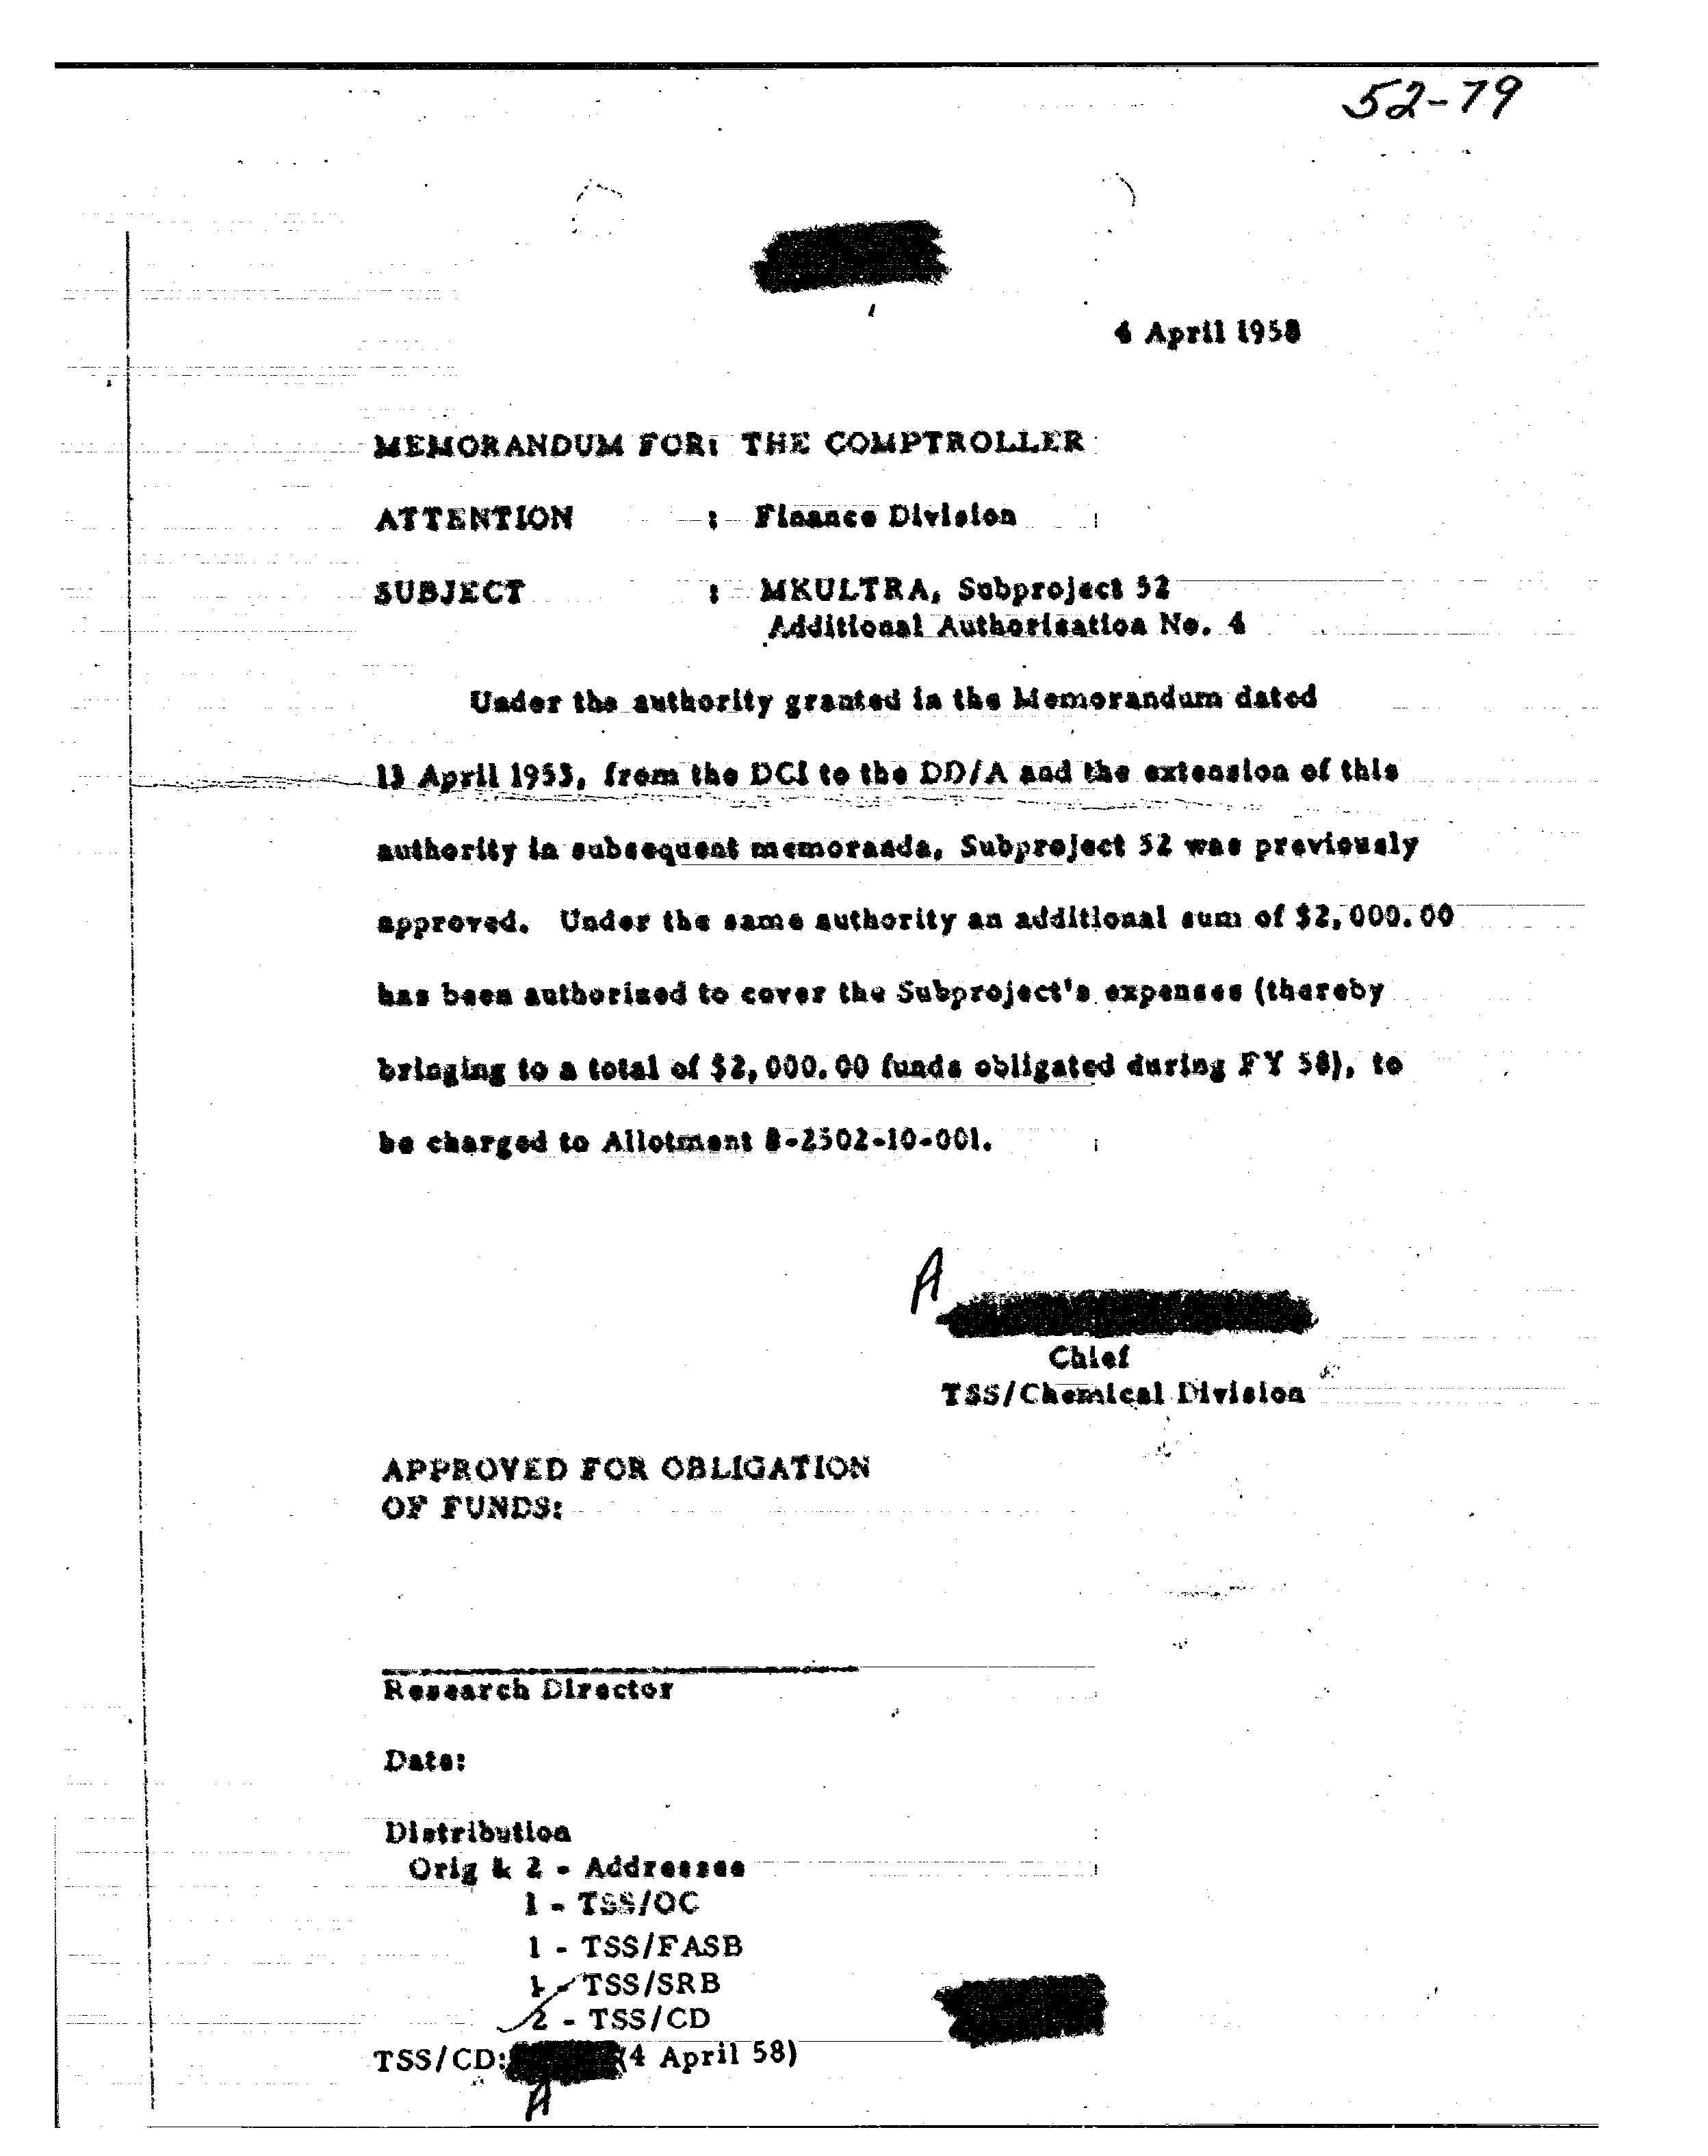 52-79
4 April 1958
MEMORANDUM FOR: THE COMPTROLLER
ATTENTION : Finance Division
SUBJECT : MKULTRA, Subproject 52
Additional Authorization No. 4
Under the authority granted in the Memorandum dated
13 April 1953, from the DCI to the DD/A and the extension of this
authority in subsequent memoranda, Subproject 52 was previously
approved. Under the same authority an additional sum of $2,000.00
has been authorized to cover the Subproject's expenses (thereby
bringing to a total of $2,000.00 funds obligated during FY 58), to
be charged to Allotment 8-2502-10-001.
A
Chief
TSS/Chemical Division
APPROVED FOR OBLIGATION
OF FUNDS:
Research Director
Date:
Distribution
Orig & 2 - Addressee
1 - TSS/OC
1 - TSS/FASB
1 - TSS/SRB
2 - TSS/CD
TSS/CD: (4 April 58)
A